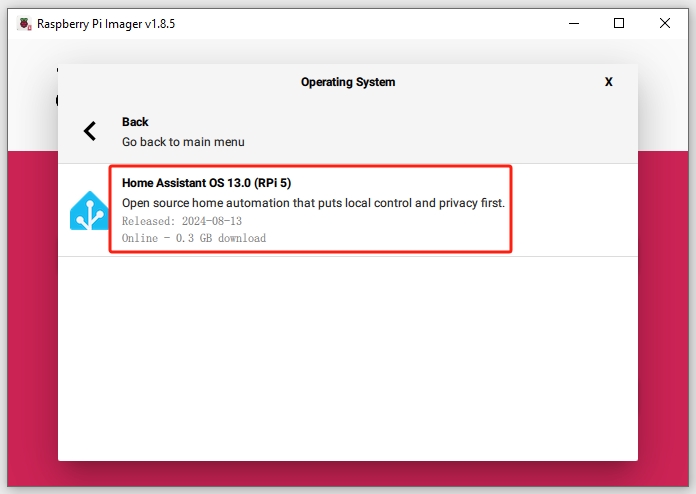 Raspberry Pi Imager v1.8.5
Operating System
X
Back
Go back to main menu
Home Assistant OS 13.0 (RPi 5)
Open source home automation that puts local control and privacy first.
Released: 2024-08-13
Online - 0.3 GB download